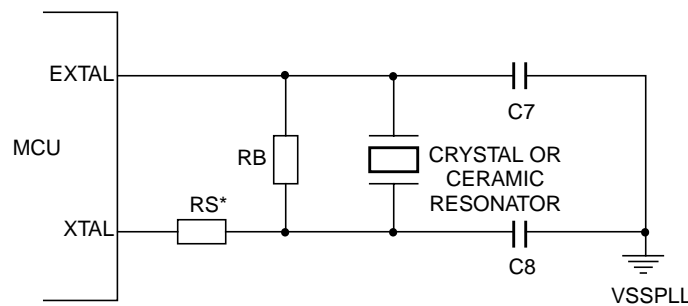 EXTAL
C7
MCU
RB
CRYSTAL OR
CERAMIC
RESONATOR
RS*
XTAL
C8
VSSPLL